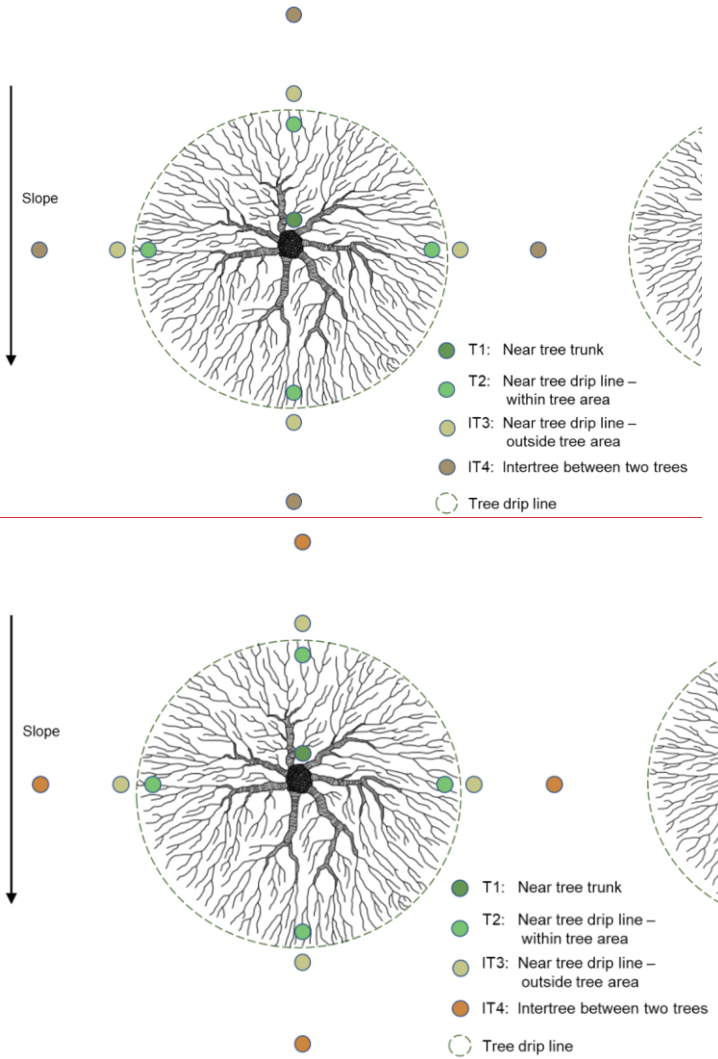 Slope
T1: Near tree trunk
T2: Near tree drip line –
within tree area
IT3: Near tree drip line –
outside tree area
IT4: Intertree between two trees
Tree drip line
Slope
T1: Near tree trunk
T2: Near tree drip line –
within tree area
IT3: Near tree drip line –
outside tree area
IT4: Intertree between two trees
Tree drip line